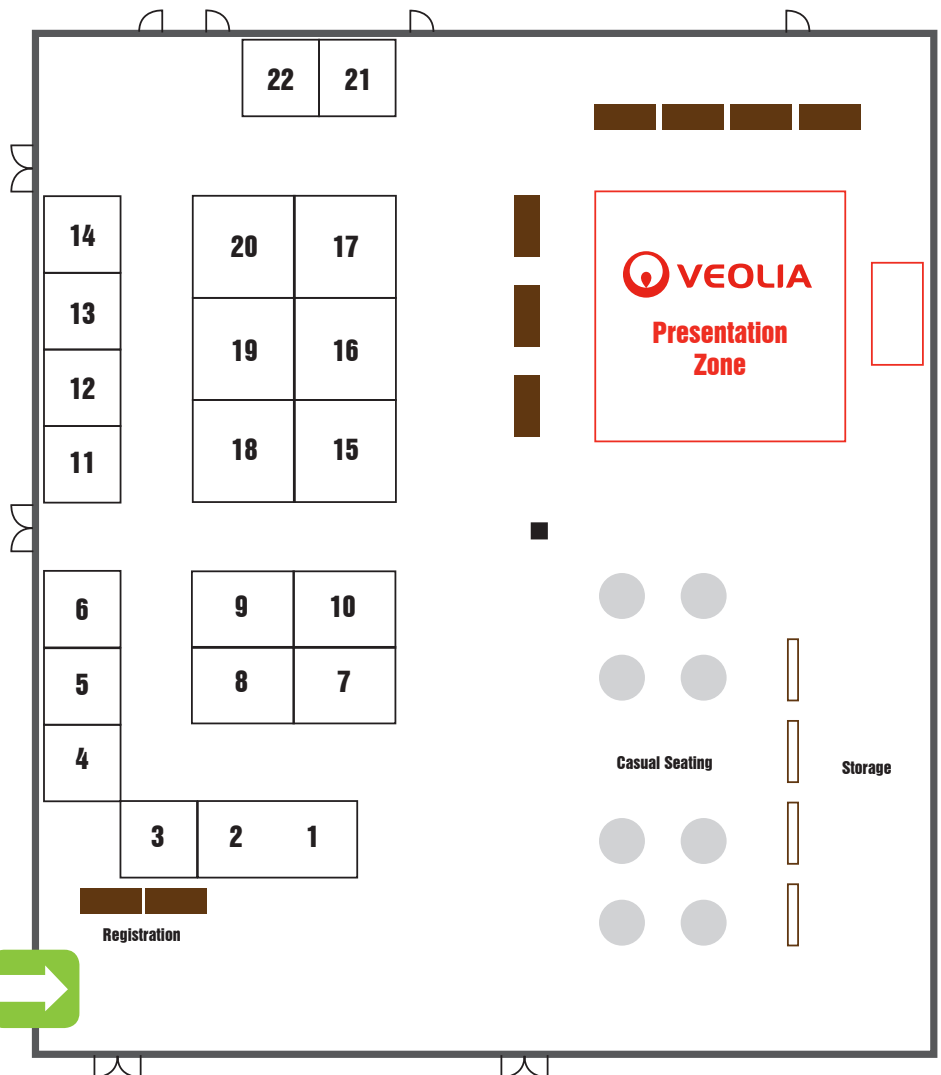 22 21
14
20 17
VEOLIA
13
Presentation
Zone
19 16
12
18 15
11
6
9 10
5
8 7
4
Casual Seating
Storage
3 2 1
Registration